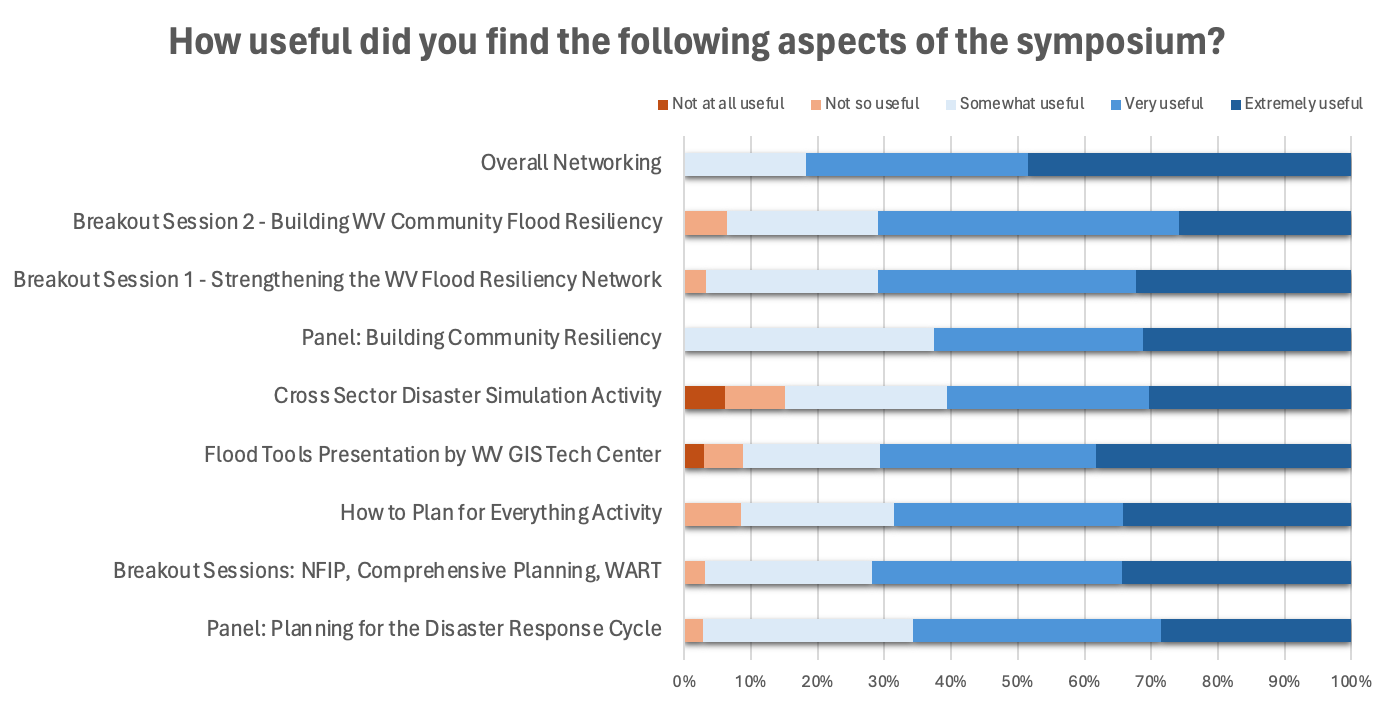 How useful did you find the following aspects of the symposium?
Not at all useful Not so useful Somewhat useful Very useful Extremely useful
Overall Networking
Breakout Session 2 - Building WV Community Flood Resiliency
Breakout Session 1 - Strengthening the WV Flood Resiliency Network
Panel: Building Community Resiliency
Cross Sector Disaster Simulation Activity
Flood Tools Presentation by WV GIS Tech Center
How to Plan for Everything Activity
Breakout Sessions: NFIP, Comprehensive Planning, WART
Panel: Planning for the Disaster Response Cycle
0% 10% 20% 30% 40% 50% 60% 70% 80% 90% 100%